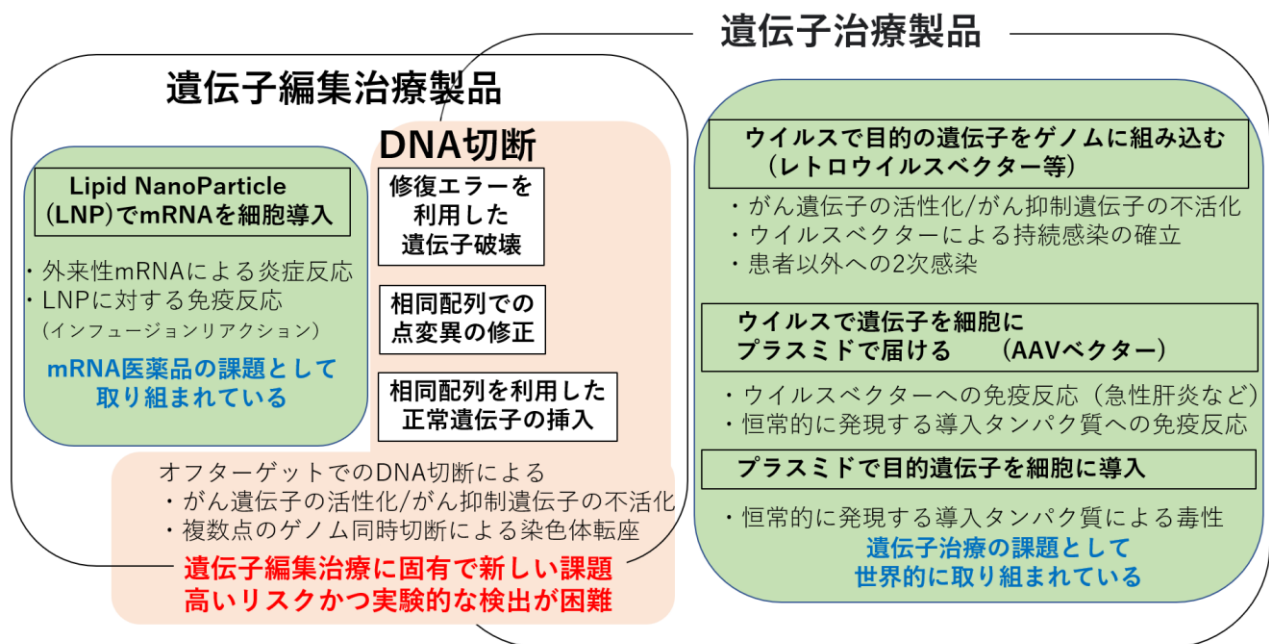 遺伝子治療製品
遺伝子編集治療製品
DNA切断
Lipid NanoParticle
(LNP)でmRNAを細胞導入
・外来性mRNAによる炎症反応
・LNPに対する免疫反応
(インフュージョンリアクション)
mRNA医薬品の課題として
取り組まれている
修復エラーを
利用した
遺伝子破壊
相同配列での
点変異の修正
相同配列を利用した
正常遺伝子の挿入
オフターゲットでのDNA切断による
・がん遺伝子の活性化/がん抑制遺伝子の不活化
・複数点のゲノム同時切断による染色体転座
遺伝子編集治療に固有で新しい課題
高いリスクかつ実験的な検出が困難
ウイルスで目的の遺伝子をゲノムに組み込む
(レトロウイルスベクター等)
・がん遺伝子の活性化/がん抑制遺伝子の不活化
・ウイルスベクターによる持続感染の確立
・患者以外への2次感染
ウイルスで遺伝子を細胞に
プラスミドで届ける (AAVベクター)
・ウイルスベクターへの免疫反応(急性肝炎など)
・恒常的に発現する導入タンパク質への免疫反応
プラスミドで目的遺伝子を細胞に導入
・恒常的に発現する導入タンパク質による毒性
遺伝子治療の課題として
世界的に取り組まれている